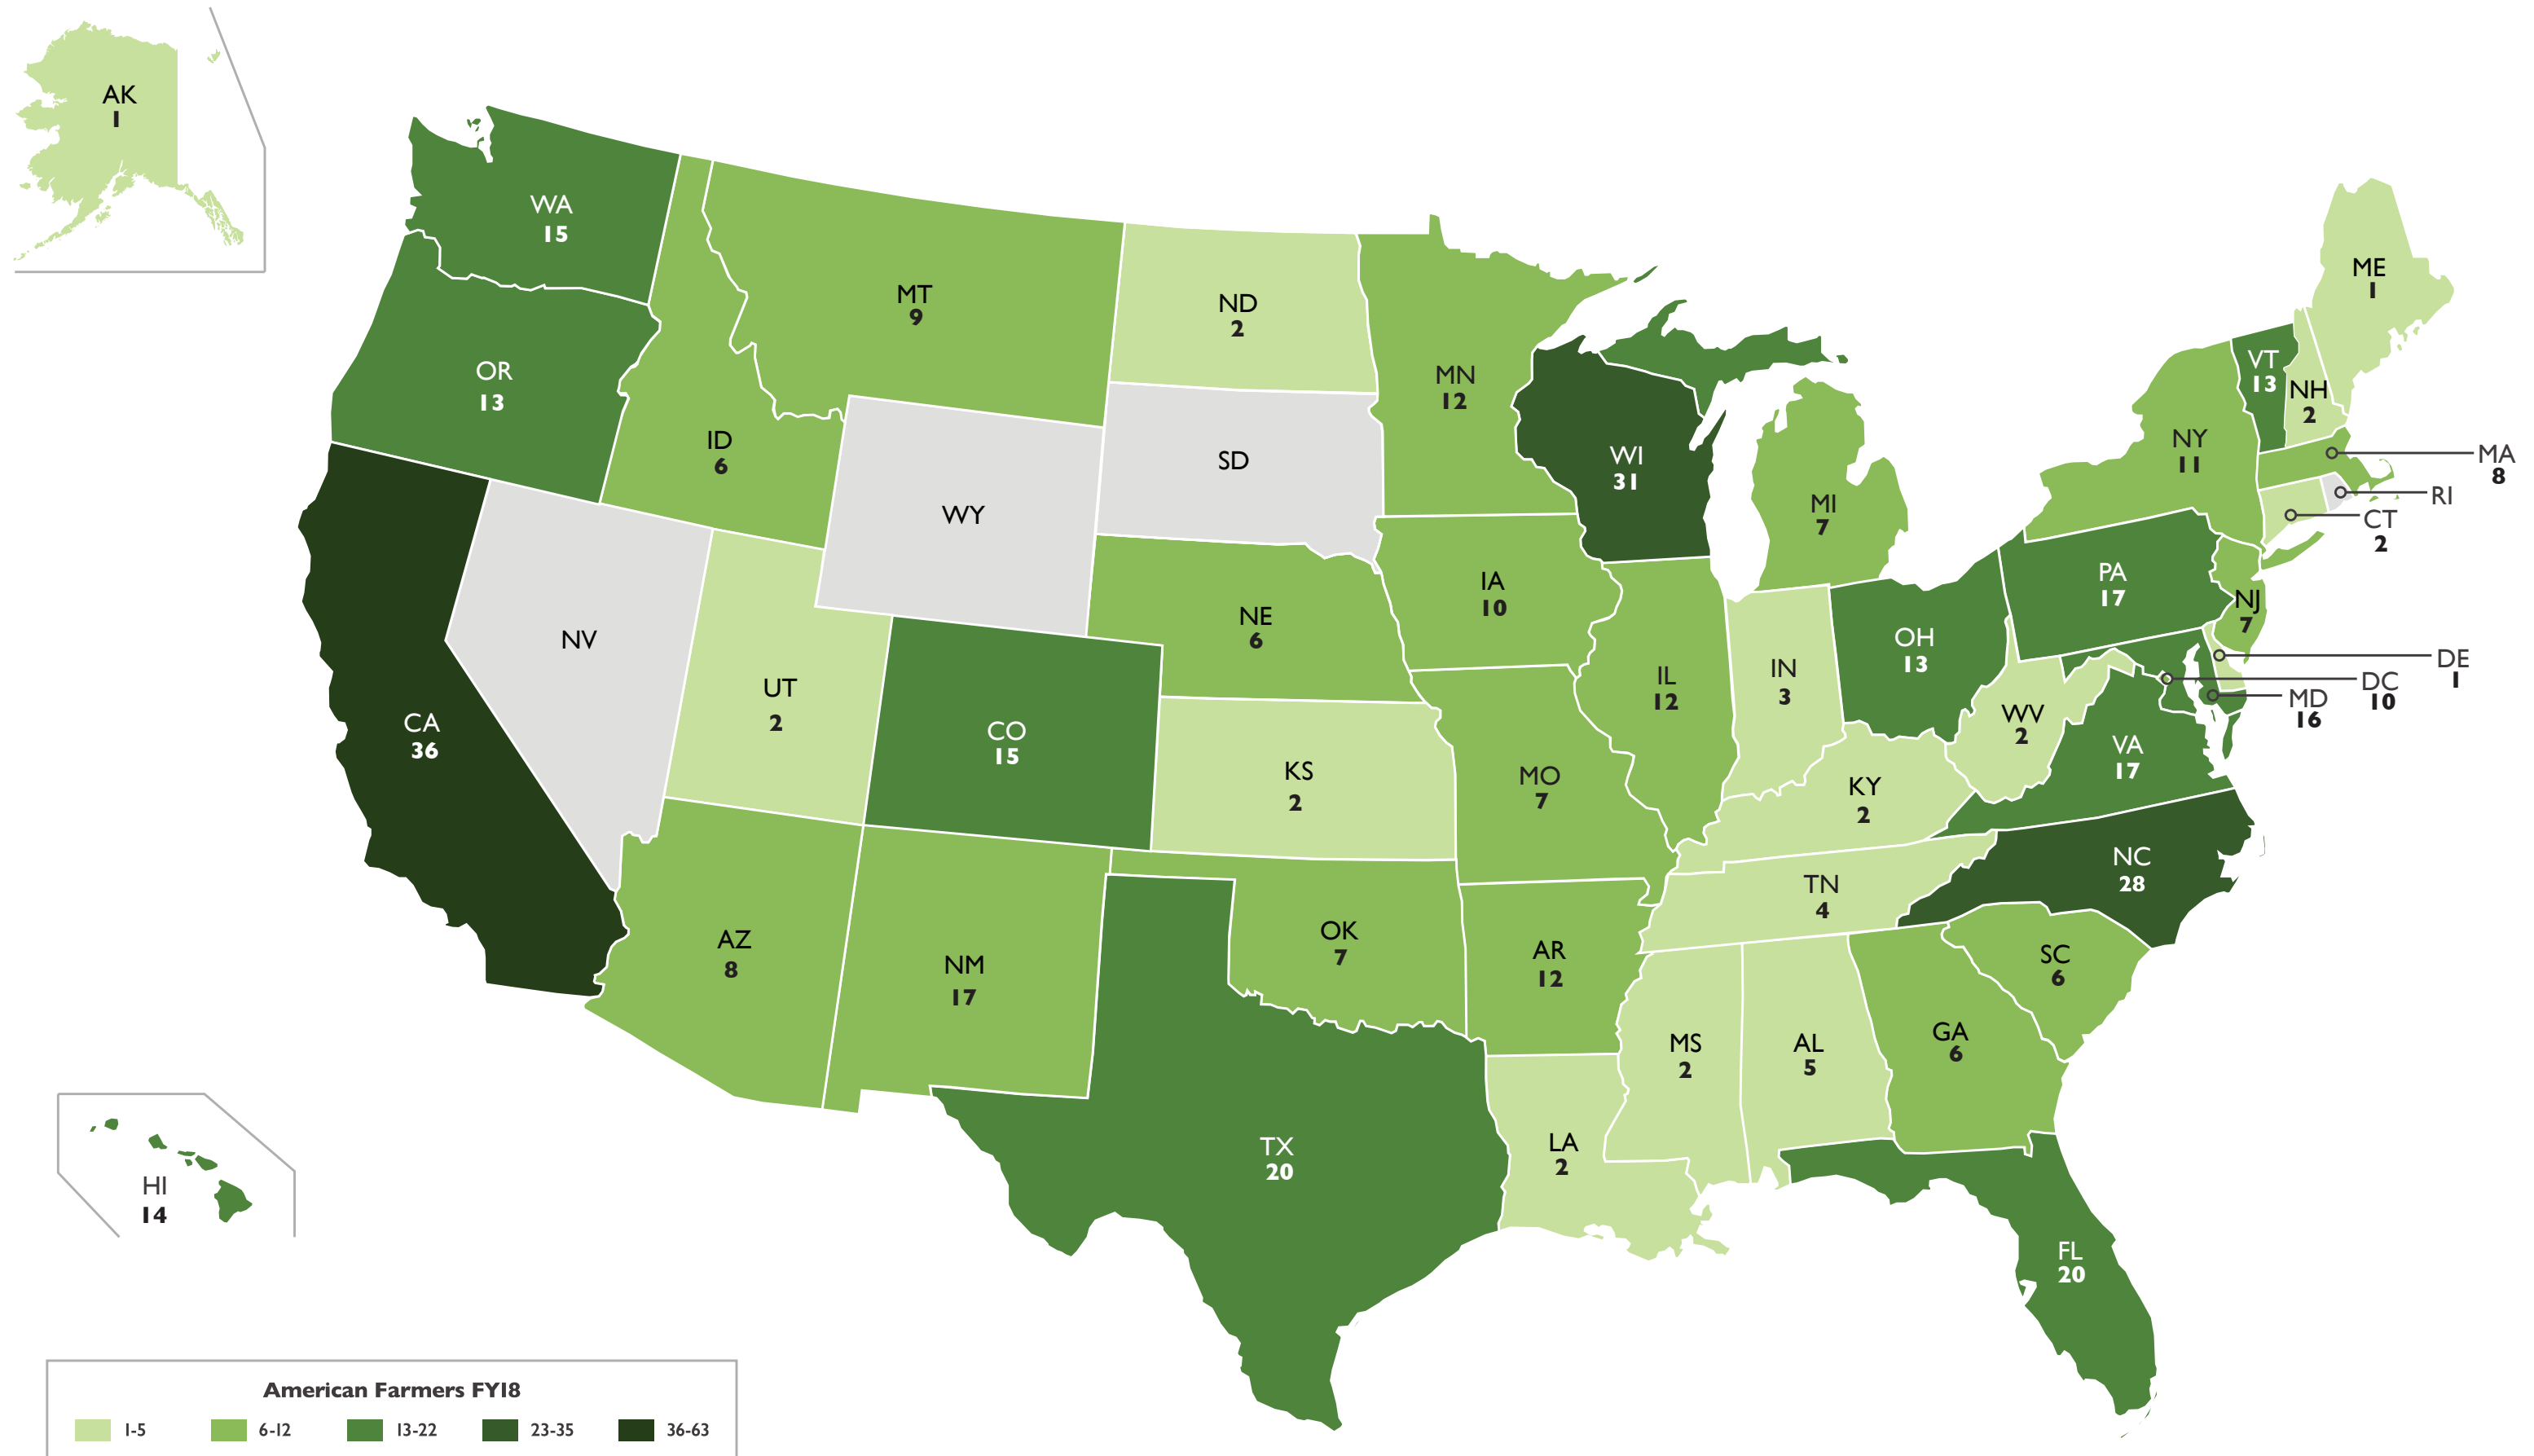 AK
1
WA
15
MT
9
ND
2
MN
12
ME
1
OR
13
ID
6
VT
13
NH
2
NY
11
MA
8
RI
CT
2
WY
SD
WI
31
MI
7
PA
17
NJ
7
NE
6
IA
10
NV
UT
2
CO
15
KS
2
MO
7
IL
12
IN
3
OH
13
WV
2
DE
1
DC
10
MD
16
VA
17
CA
36
KY
2
NC
28
TN
4
AZ
8
NM
17
OK
7
AR
12
SC
6
MS
2
AL
5
GA
6
TX
20
LA
2
HI
14
FL
20
American Farmers FY18
1-5 6-12 13-22 23-35 36-63